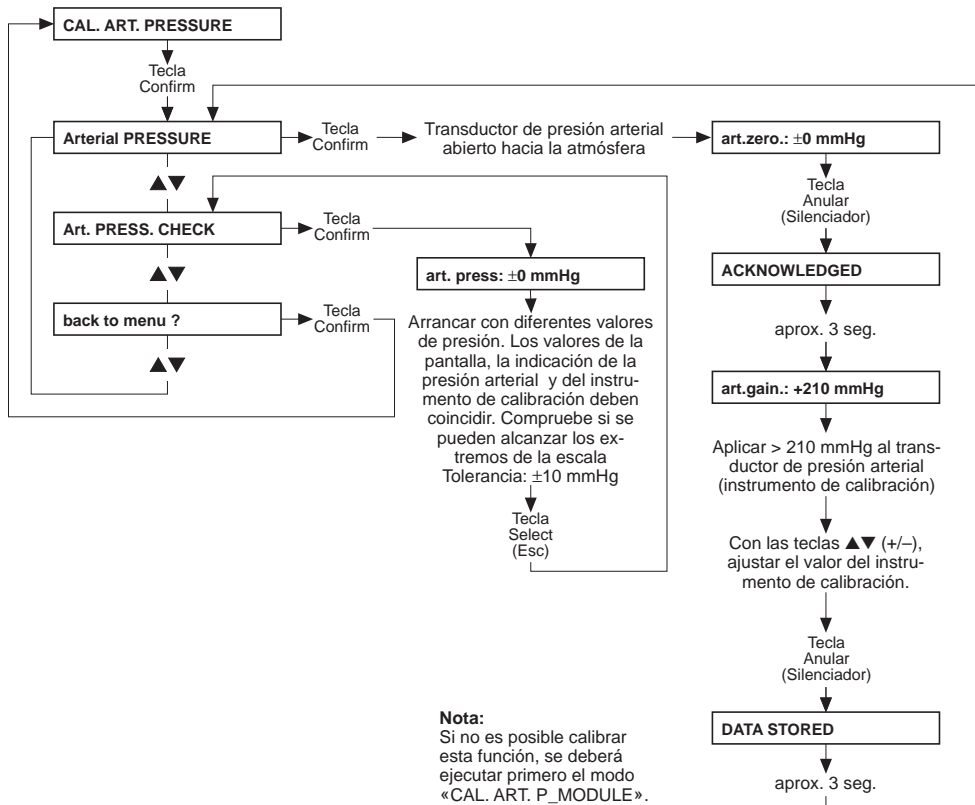 CAL. ART. PRESSURE
Tecla
Confirm
Arterial PRESSURE
Tecla
Confirm
Transductor de presión arterial
abierto hacia la atmósfera
art.zero.: ±0 mmHg
Tecla
Anular
(Silenciador)
ACKNOWLEDGED
aprox. 3 seg.
art.gain.: +210 mmHg
Aplicar > 210 mmHg al trans-
ductor de presión arterial
(instrumento de calibración)
Con las teclas ▲▼ (+/–),
ajustar el valor del instru-
mento de calibración.
Tecla
Anular
(Silenciador)
DATA STORED
aprox. 3 seg.
▲▼
Art. PRESS. CHECK
Tecla
Confirm
art. press: ±0 mmHg
Arrancar con diferentes valores
de presión. Los valores de la
pantalla, la indicación de la
presión arterial y del instru-
mento de calibración deben
coincidir. Compruebe si se
pueden alcanzar los ex-
tremos de la escala
Tolerancia: ±10 mmHg
Tecla
Select
(Esc)
▲▼
back to menu ?
Tecla
Confirm
▲▼
Nota:
Si no es posible calibrar
esta función, se deberá
ejecutar primero el modo
«CAL. ART. P_MODULE».